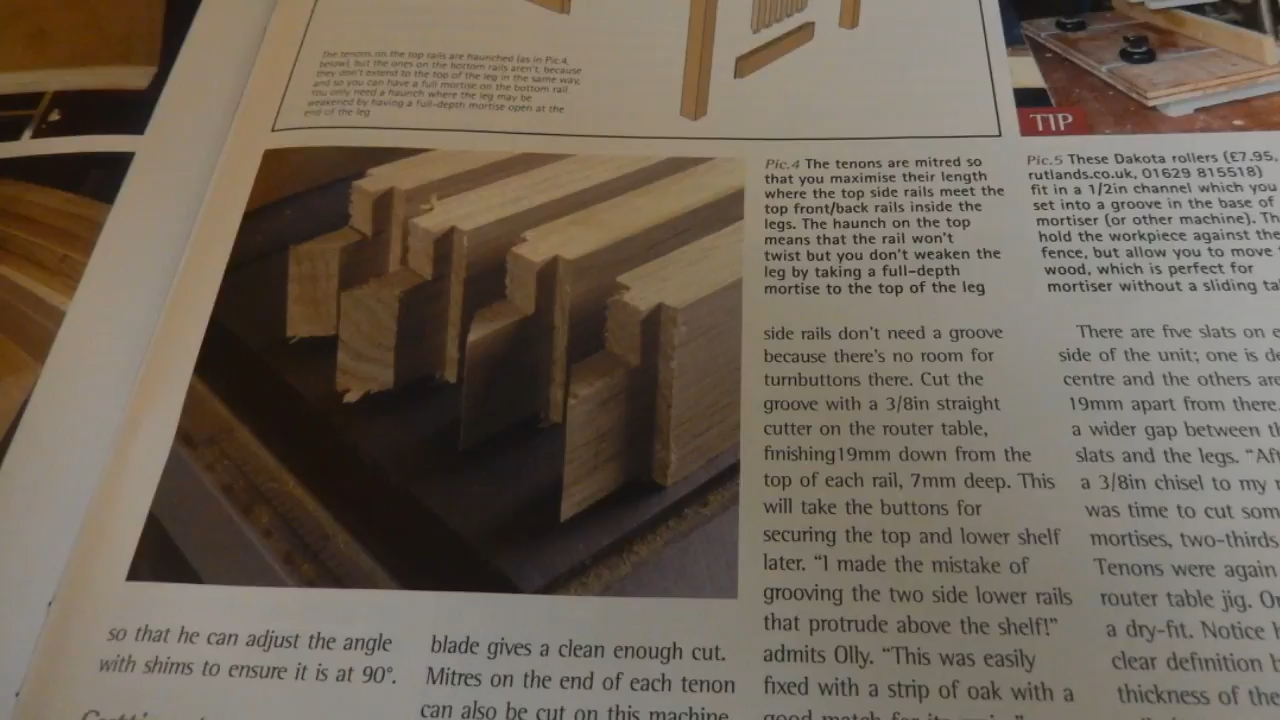 The tenons on the top rails are haunched (as in Pic.4,
below), but the ones on the bottom rails aren't, because
they don't extend to the top of the leg in the same way,
and so you can have a full mortise on the bottom rail.
You only need a haunch where the leg may be
weakened by having a full-depth mortise open at the
end of the leg
TIP
Pic.4 The tenons are mitred so
that you maximise their length
where the top side rails meet the
top front/back rails inside the
legs. The haunch on the top
means that the rail won't
twist but you don't weaken the
leg by taking a full-depth
mortise to the top of the leg
Pic.5 These Dakota rollers (£7.95,
rutlands.co.uk, 01629 815518)
fit in a 1/2in channel which you
set into a groove in the base of
mortiser (or other machine). Th
hold the workpiece against the
fence, but allow you to move
wood, which is perfect for
mortiser without a sliding ta
so that he can adjust the angle
with shims to ensure it is at 90°.
blade gives a clean enough cut.
Mitres on the end of each tenon
can also be cut on this machine
side rails don't need a groove
because there's no room for
turnbuttons there. Cut the
groove with a 3/8in straight
cutter on the router table,
finishing19mm down from the
top of each rail, 7mm deep. This
will take the buttons for
securing the top and lower shelf
later. “I made the mistake of
grooving the two side lower rails
that protrude above the shelf!”
admits Olly. “This was easily
fixed with a strip of oak with a
There are five slats on e
side of the unit; one is de
centre and the others are
19mm apart from there.
a wider gap between th
slats and the legs. “Aft
a 3/8in chisel to my
was time to cut som
mortises, two-thirds
Tenons were again
router table jig. Or
a dry-fit. Notice
clear definition
thickness of the